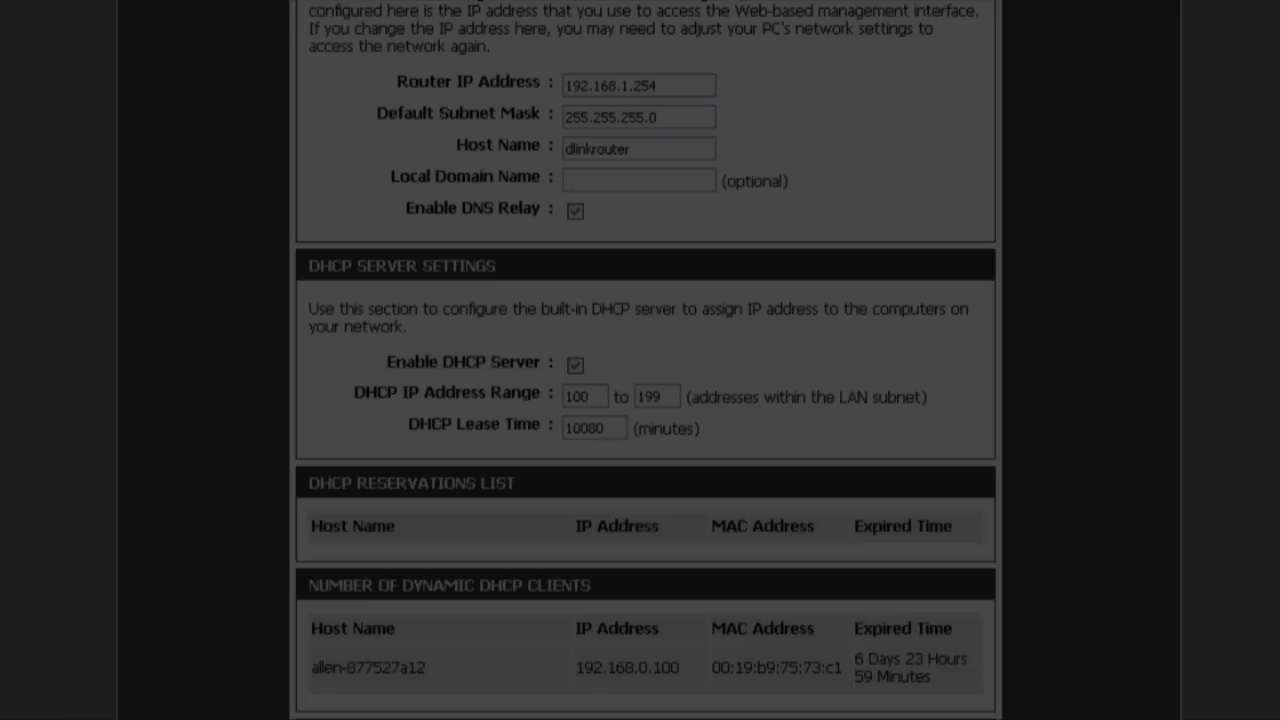 configured here is the IP address that you use to access the Web-based management interface.
If you change the IP address here, you may need to adjust your PC's network settings to
access the network again.
Router IP Address : 192.168.1.254
Default Subnet Mask : 255.255.255.0
Host Name : dlinkrouter
Local Domain Name : (optional)
Enable DNS Relay :
DHCP SERVER SETTINGS
Use this section to configure the built-in DHCP server to assign IP address to the computers on
your network.
Enable DHCP Server :
DHCP IP Address Range : 100 to 199 (addresses within the LAN subnet)
DHCP Lease Time : 10080 (minutes)
DHCP RESERVATIONS LIST
Host Name IP Address MAC Address Expired Time
NUMBER OF DYNAMIC DHCP CLIENTS
Host Name IP Address MAC Address Expired Time
allen-877527a12 192.168.0.100 00:19:b9:75:73:c1 6 Days 23 Hours
59 Minutes